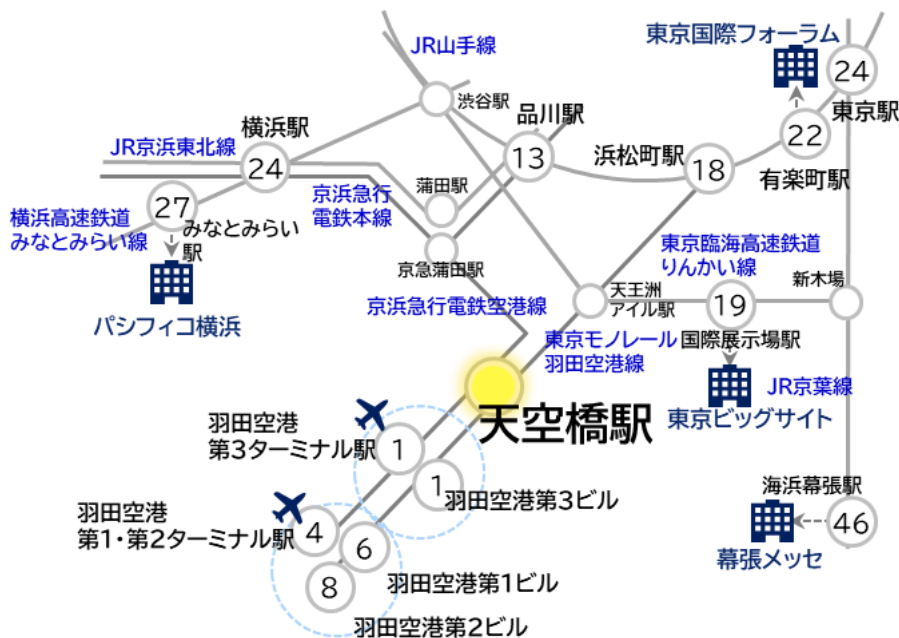 JR山手線
東京国際フォーラム
24
東京駅
渋谷駅
品川駅
13
横浜駅
24
JR京浜東北線
浜松町駅
18
22
有楽町駅
蒲田駅
京浜急行
電鉄本線
27
横浜高速鉄道
みなとみらい線
みなとみらい
駅
京急蒲田駅
東京臨海高速鉄道
りんかい線
新木場
天王洲
アイル駅
19
京浜急行電鉄空港線
パシフィコ横浜
東京モノレール
羽田空港線
国際展示場駅
JR京葉線
東京ビッグサイト
天空橋駅
羽田空港
第3ターミナル駅
1
1
羽田空港第3ビル
海浜幕張駅
46
幕張メッセ
羽田空港
第1・第2ターミナル駅
4
6
羽田空港第1ビル
8
羽田空港第2ビル